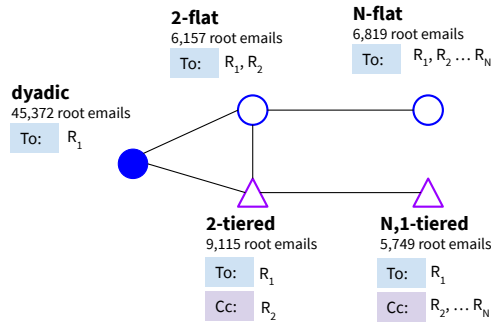 2-flat
6,157 root emails
To: R1, R2
N-flat
6,819 root emails
To: R1, R2 … RN
dyadic
45,372 root emails
To: R1
2-tiered
9,115 root emails
To: R1
Cc: R2
N,1-tiered
5,749 root emails
To: R1
Cc: R2, … RN